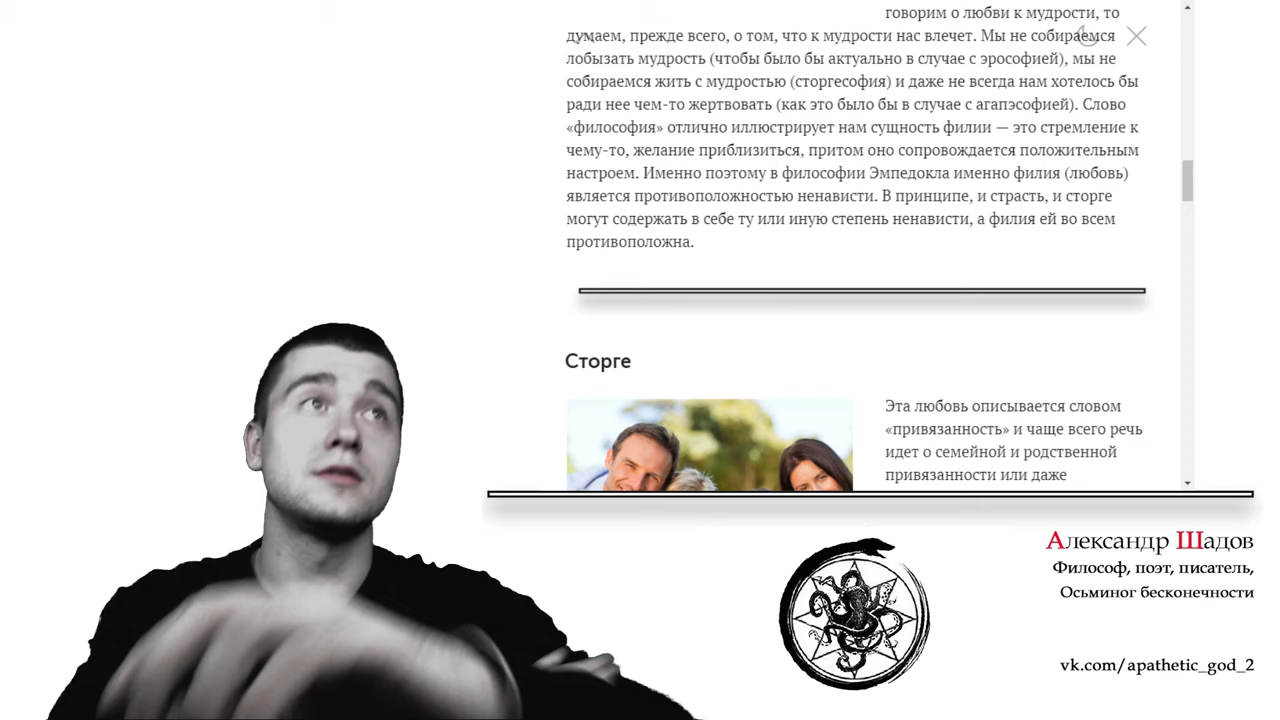 говорим о любви к мудрости, то
думаем, прежде всего, о том, что к мудрости нас влечет. Мы не собираемся
лобызать мудрость (чтобы было бы актуально в случае с эрософией), мы не
собираемся жить с мудростью (сторгесофия) и даже не всегда нам хотелось бы
ради нее чем-то жертвовать (как это было бы в случае с агапэсофией). Слово
«философия» отлично иллюстрирует нам сущность филии — это стремление к
чему-то, желание приблизиться, притом оно сопровождается положительным
настроем. Именно поэтому в философии Эмпедокла именно филия (любовь)
является противоположностью ненависти. В принципе, и страсть, и сторге
могут содержать в себе ту или иную степень ненависти, а филия ей во всем
противоположна.
Сторге
Эта любовь описывается словом
«привязанность» и чаще всего речь
идет о семейной и родственной
привязанности или даже
Александр Шадов
Философ, поэт, писатель,
Осьминог бесконечности
vk.com/apathetic_god_2